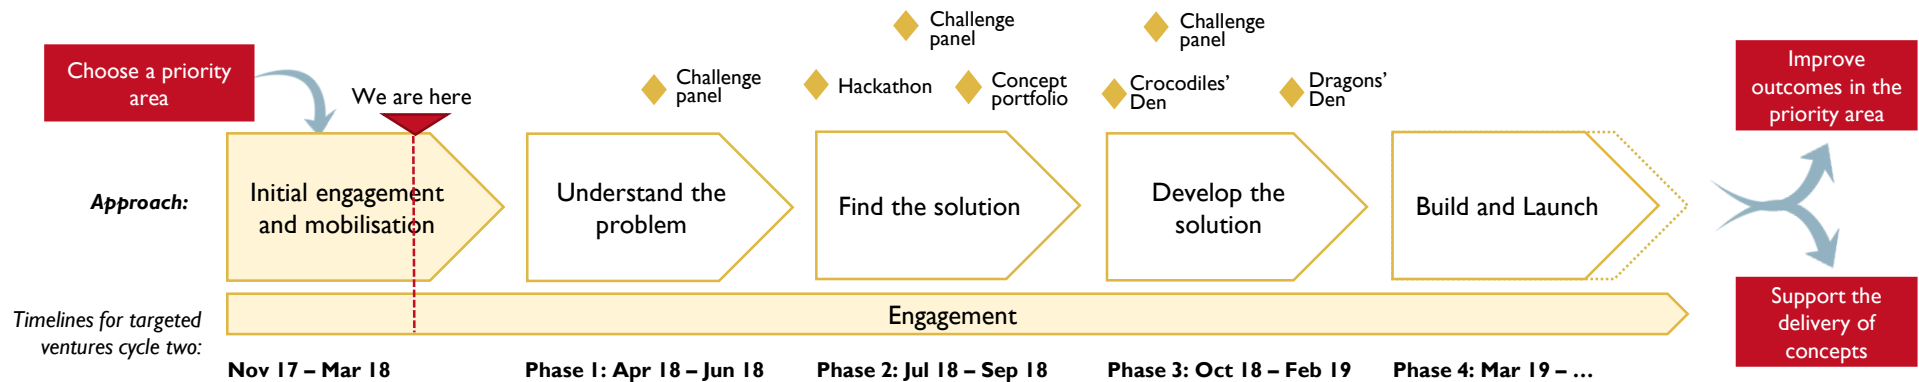 Choose a priority
area
We are here
Challenge
panel
Hackathon
Challenge
panel
Concept
portfolio
Challenge
panel
Crocodiles’
Den
Dragons’
Den
Improve
outcomes in the
priority area
Approach:
Initial engagement
and mobilisation
Understand the
problem
Find the solution
Develop the
solution
Build and Launch
Support the
delivery of
concepts
Engagement
Timelines for targeted
ventures cycle two:
Nov 17 – Mar 18
Phase 1: Apr 18 – Jun 18
Phase 2: Jul 18 – Sep 18
Phase 3: Oct 18 – Feb 19
Phase 4: Mar 19 – …